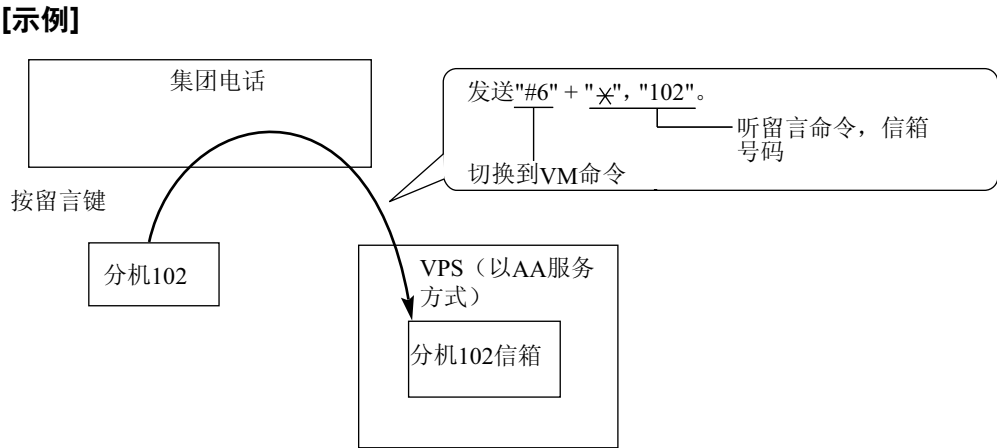 [示例]
集团电话
发送"#6" + "⚹", "102"。
听留言命令，信箱
号码
切换到VM命令
按留言键
分机102
VPS（以AA服务
方式）
分机102信箱